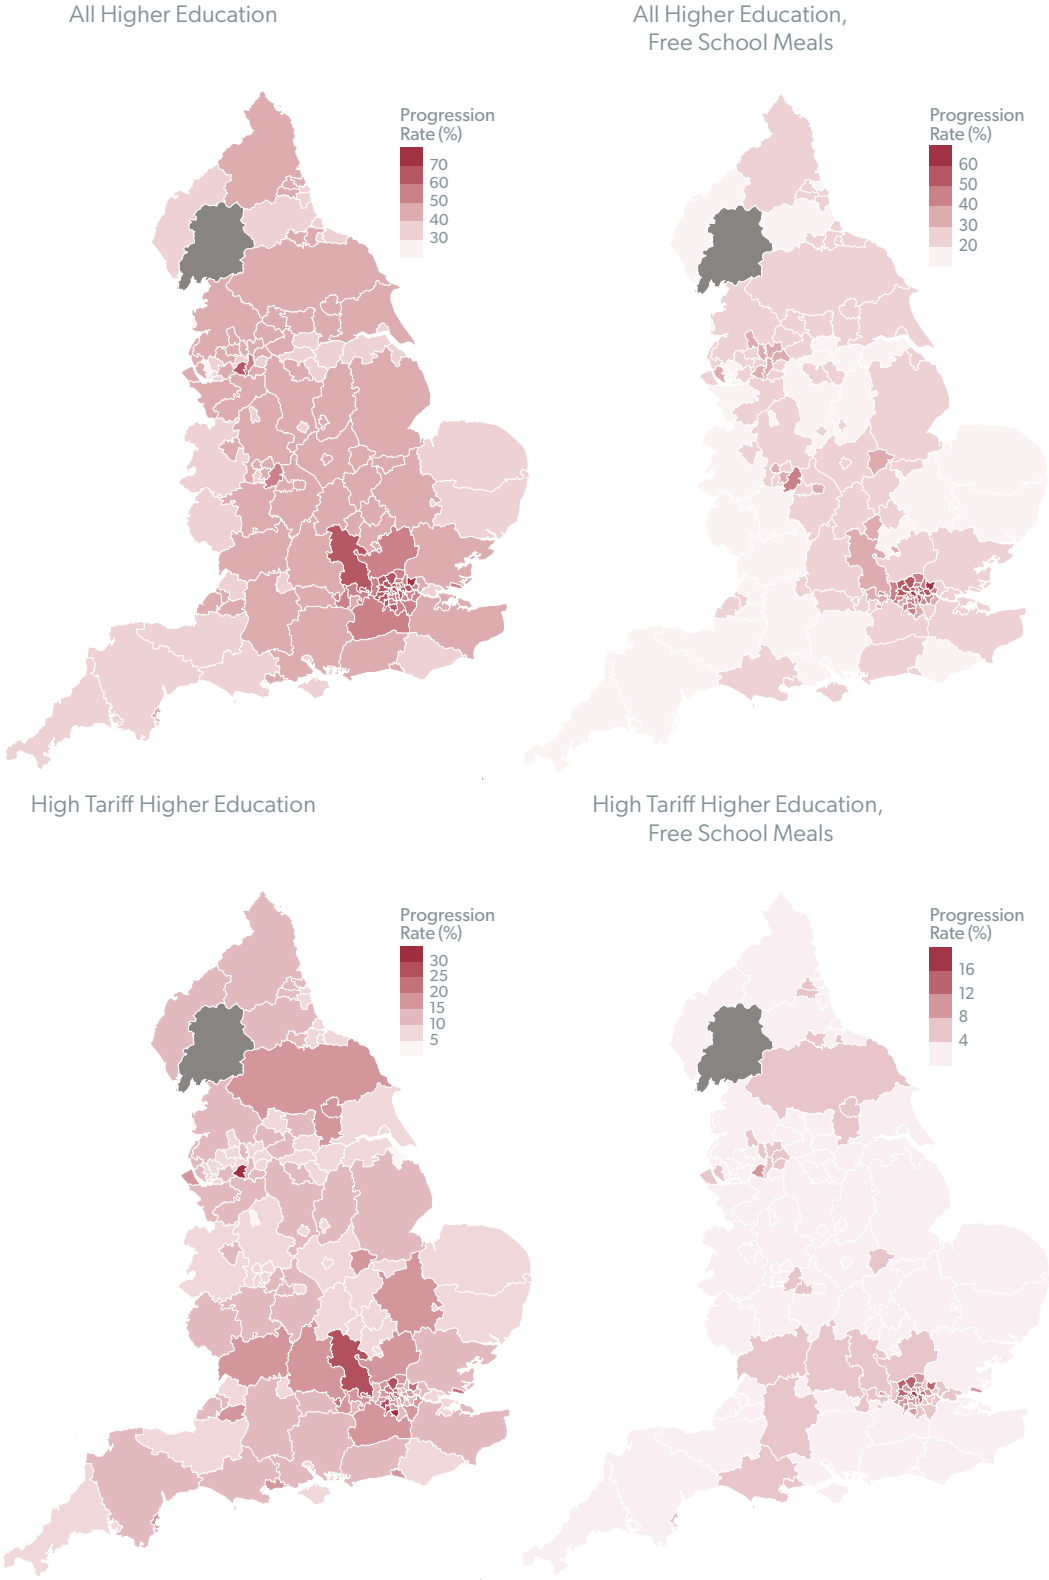 All Higher Education
All Higher Education,
Free School Meals
Progression
Rate (%)
70
60
50
40
30
Progression
Rate (%)
60
50
40
30
20
High Tariff Higher Education
High Tariff Higher Education,
Free School Meals
Progression
Rate (%)
30
25
20
15
10
5
Progression
Rate (%)
16
12
8
4